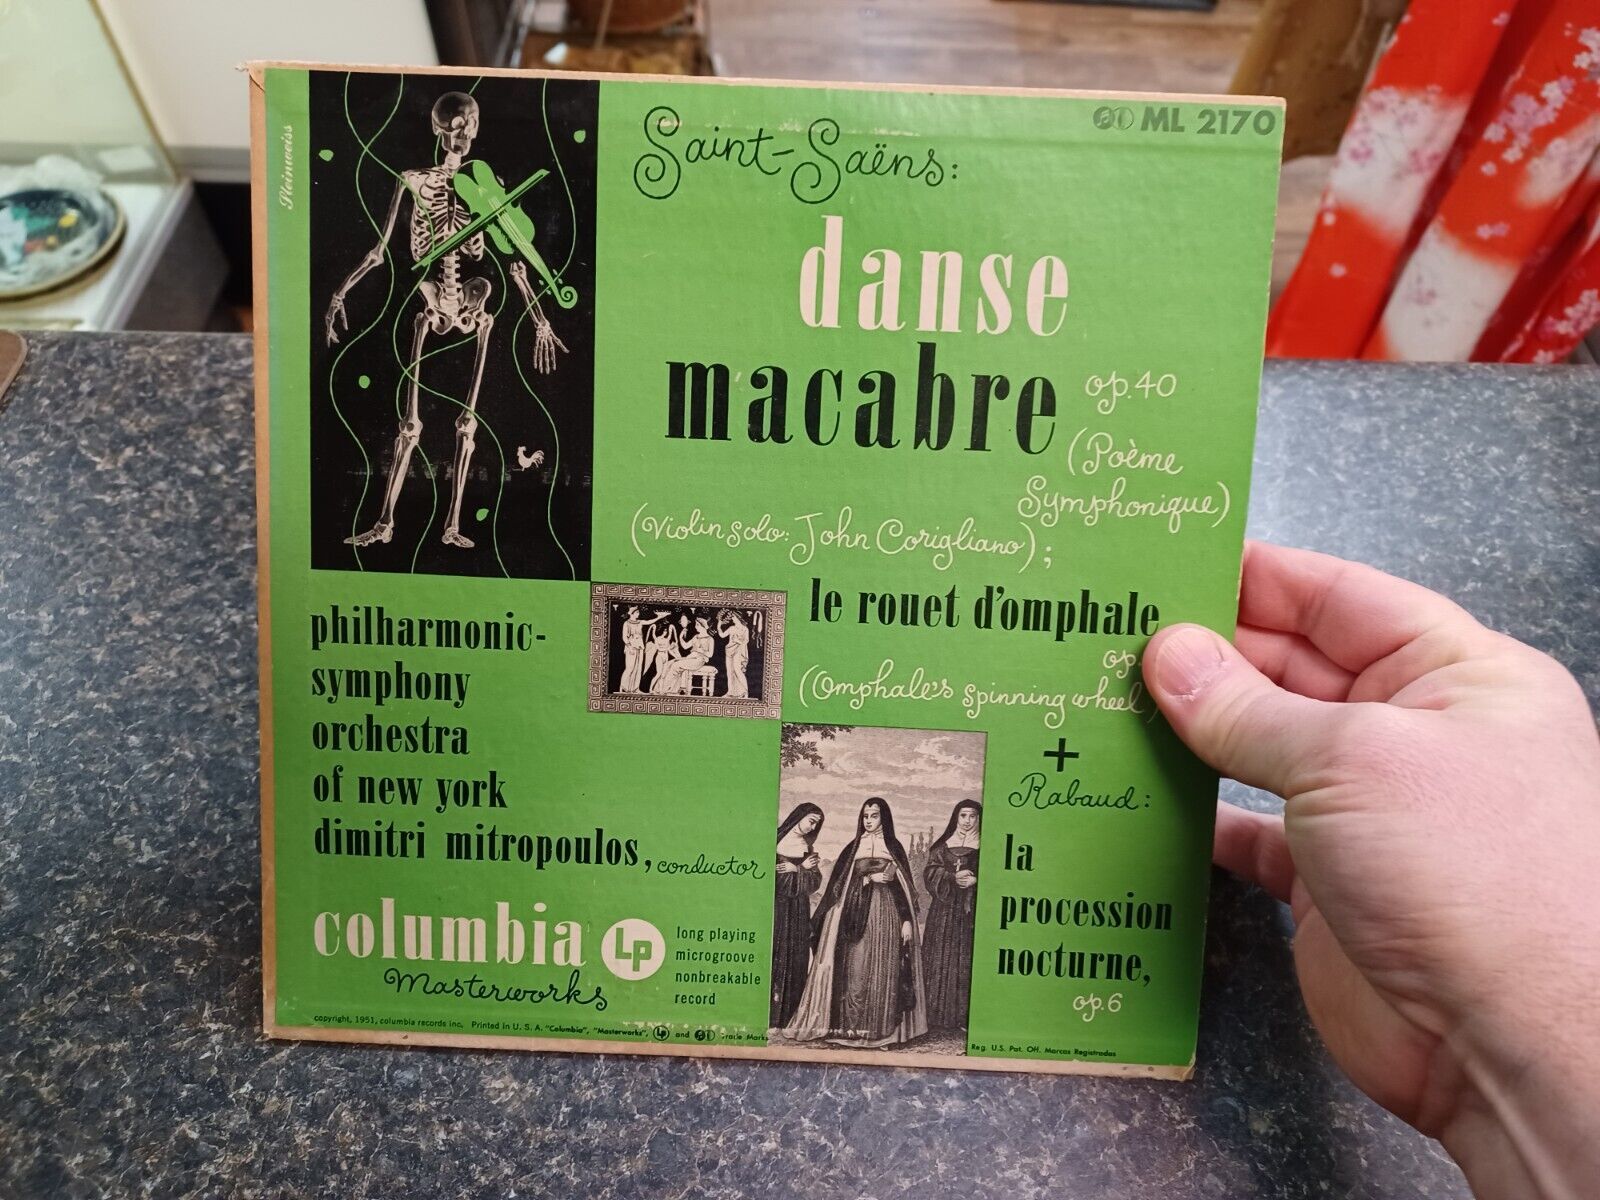 Steinweiss
ML 2170
Saint-Saëns:
danse
macabre op.40
(Poème
Symphonique)
(Violin solo: John Corigliano);
le rouet d'omphale
op.
(Omphale's spinning wheel)
+
Rabaud:
la
procession
nocturne,
op.6
philharmonic-
symphony
orchestra
of new york
dimitri mitropoulos, conductor
columbia LP
Masterworks
long playing
microgroove
nonbreakable
record
copyright, 1951, columbia records inc. Printed in U. S. A. "Columbia", "Masterworks", LP and Trade Marks
Reg. U.S. Pat. Off. Marcas Registradas